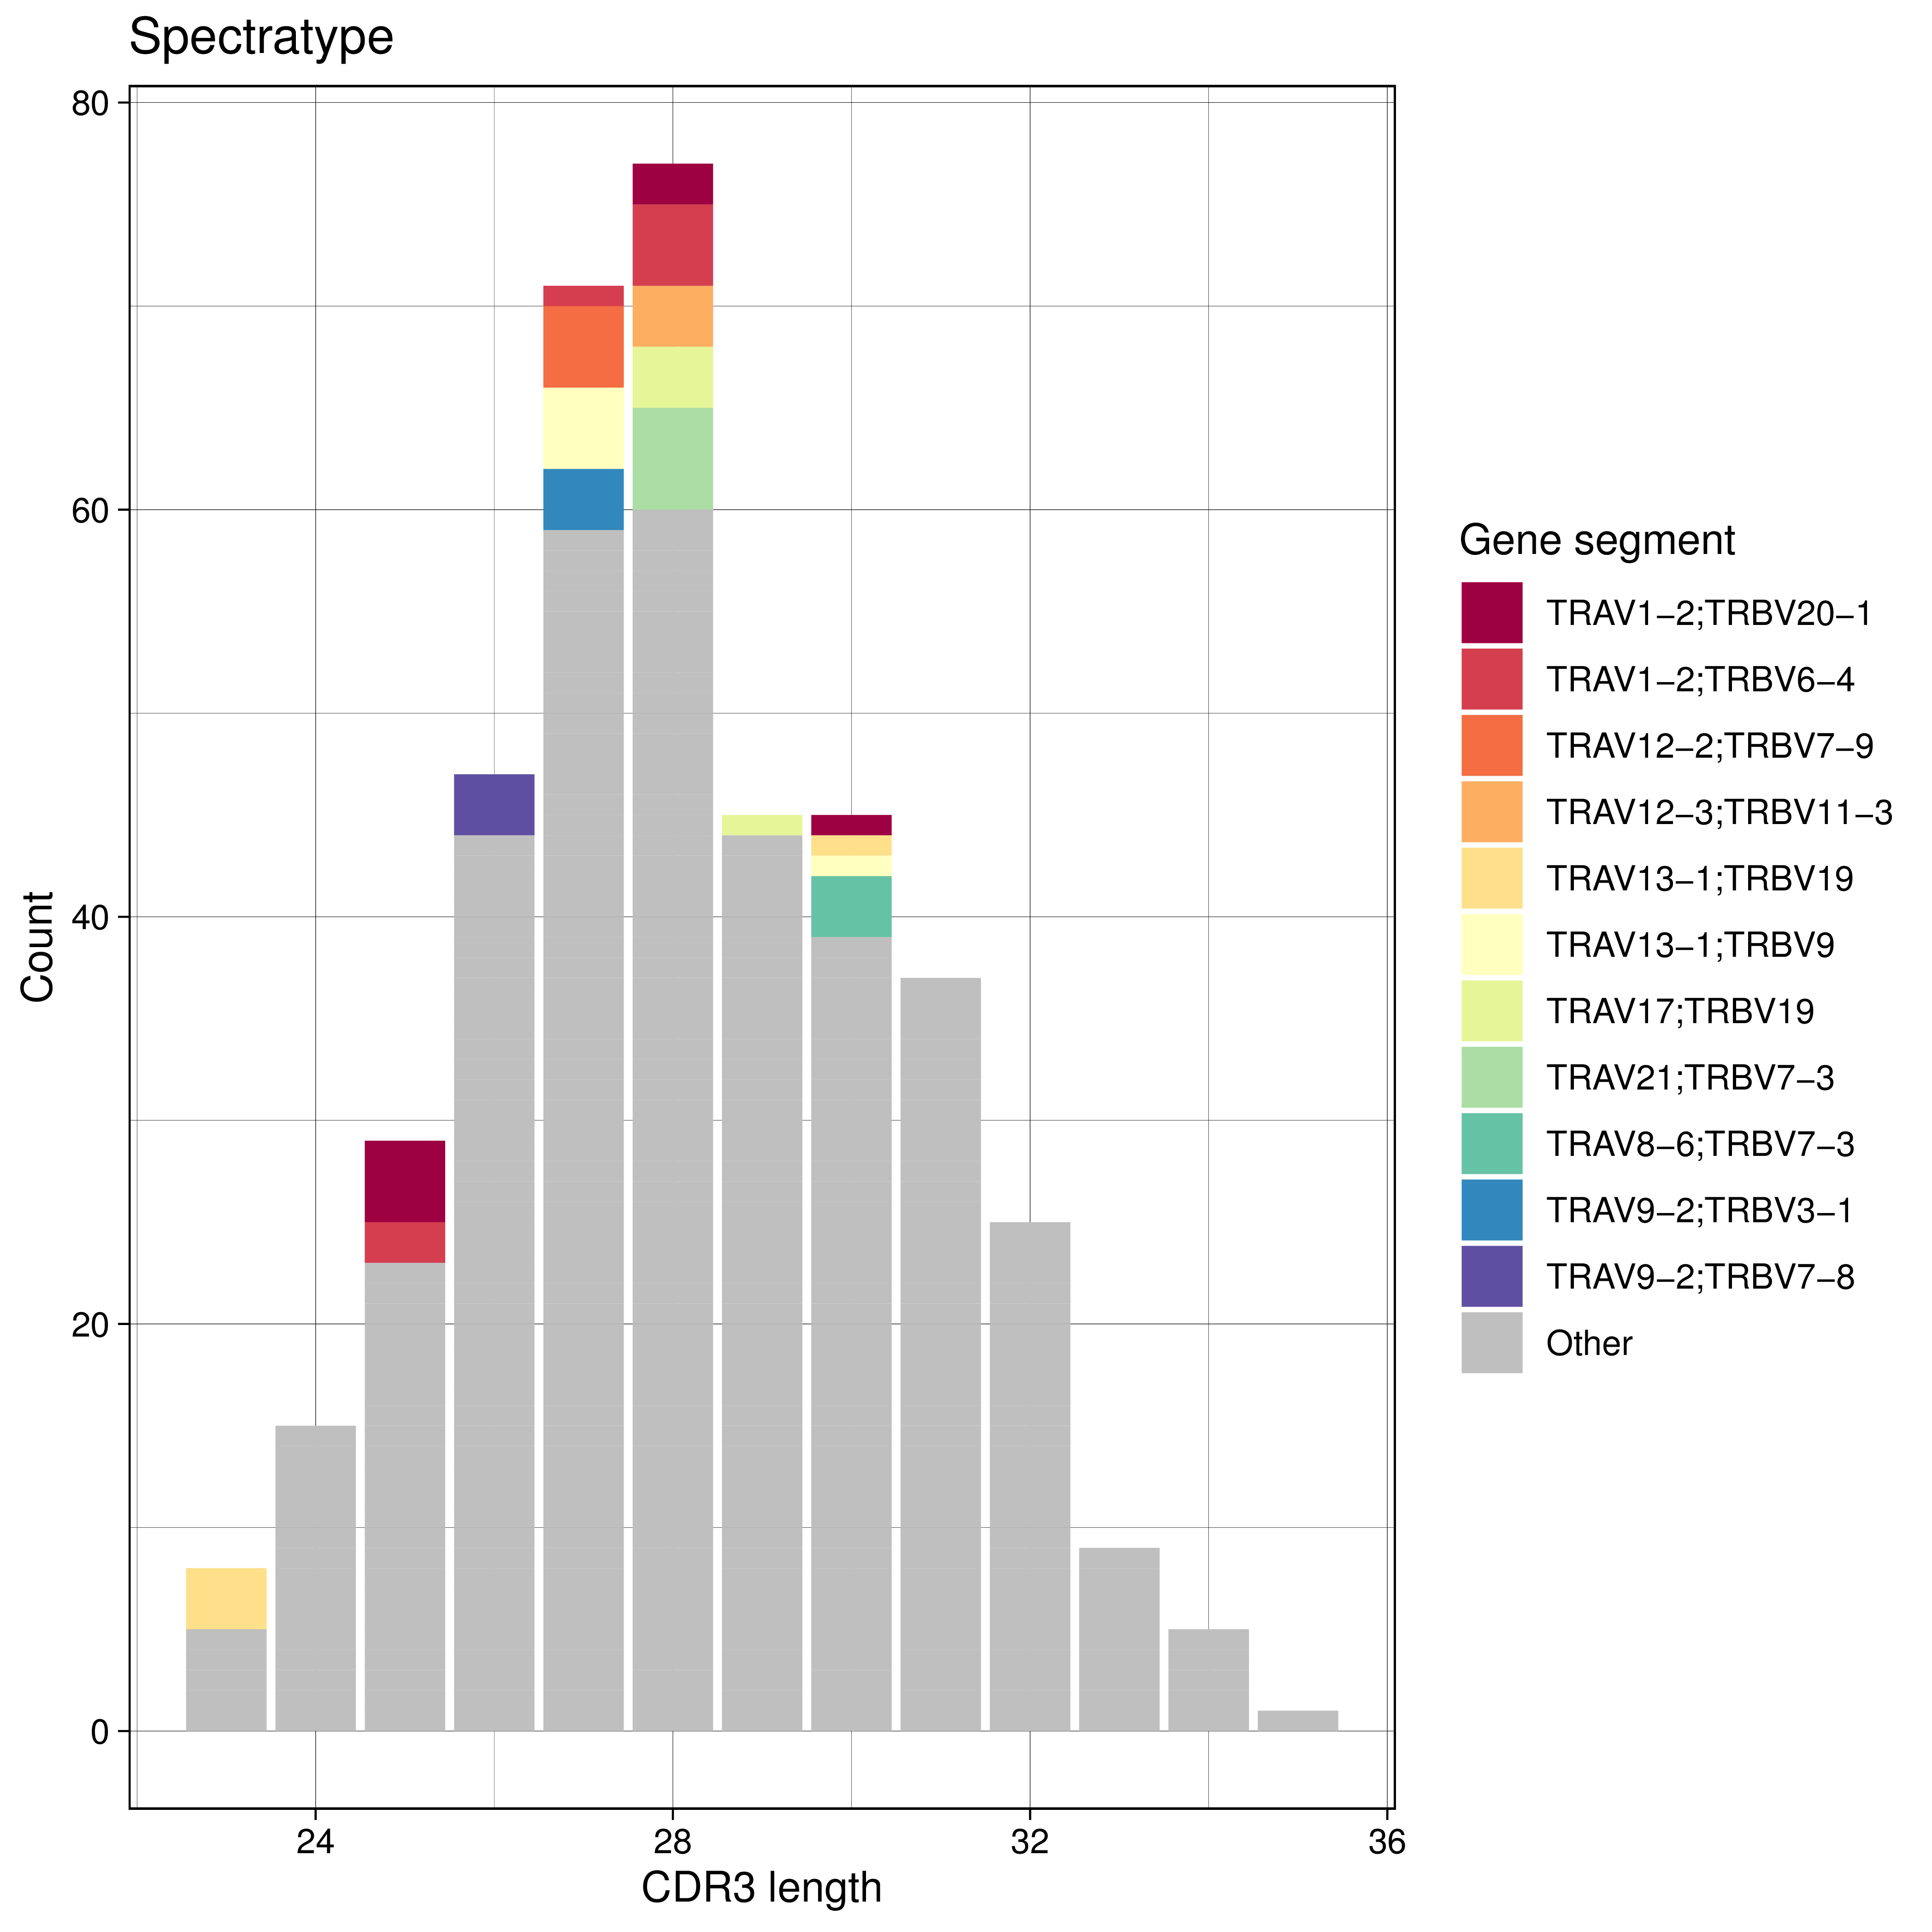 Spectratype
80
60
40
20
0
Count
24
28
32
36
CDR3 length
Gene segment
TRAV1−2;TRBV20−1
TRAV1−2;TRBV6−4
TRAV12−2;TRBV7−9
TRAV12−3;TRBV11−3
TRAV13−1;TRBV19
TRAV13−1;TRBV9
TRAV17;TRBV19
TRAV21;TRBV7−3
TRAV8−6;TRBV7−3
TRAV9−2;TRBV3−1
TRAV9−2;TRBV7−8
Other